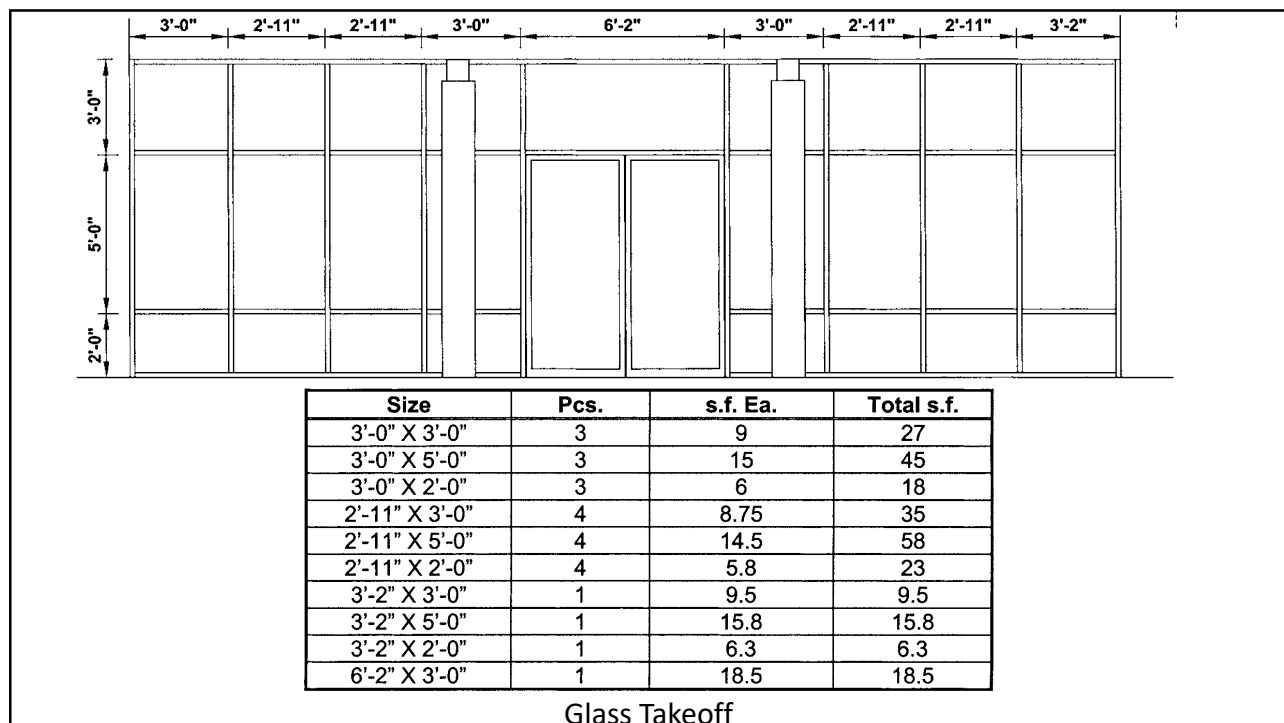 3'-0" 2'-11" 2'-11" 3'-0" 6'-2" 3'-0" 2'-11" 2'-11" 3'-2"
3'-0"
5'-0"
2'-0"
Size Pcs. s.f. Ea. Total s.f.
3'-0" X 3'-0" 3 9 27
3'-0" X 5'-0" 3 15 45
3'-0" X 2'-0" 3 6 18
2'-11" X 3'-0" 4 8.75 35
2'-11" X 5'-0" 4 14.5 58
2'-11" X 2'-0" 4 5.8 23
3'-2" X 3'-0" 1 9.5 9.5
3'-2" X 5'-0" 1 15.8 15.8
3'-2" X 2'-0" 1 6.3 6.3
6'-2" X 3'-0" 1 18.5 18.5
Glass Takeoff